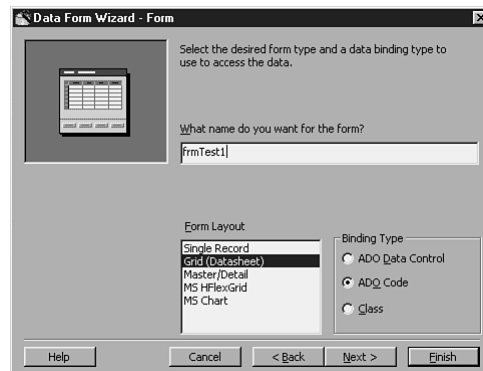 Data Form Wizard - Form
Select the desired form type and a data binding type to
use to access the data.
What name do you want for the form?
frmTest1
Form Layout
Single Record
Grid (Datasheet)
Master/Detail
MS HFlexGrid
MS Chart
Binding Type
ADO Data Control
ADO Code
Class
Help
Cancel
< Back
Next >
Finish